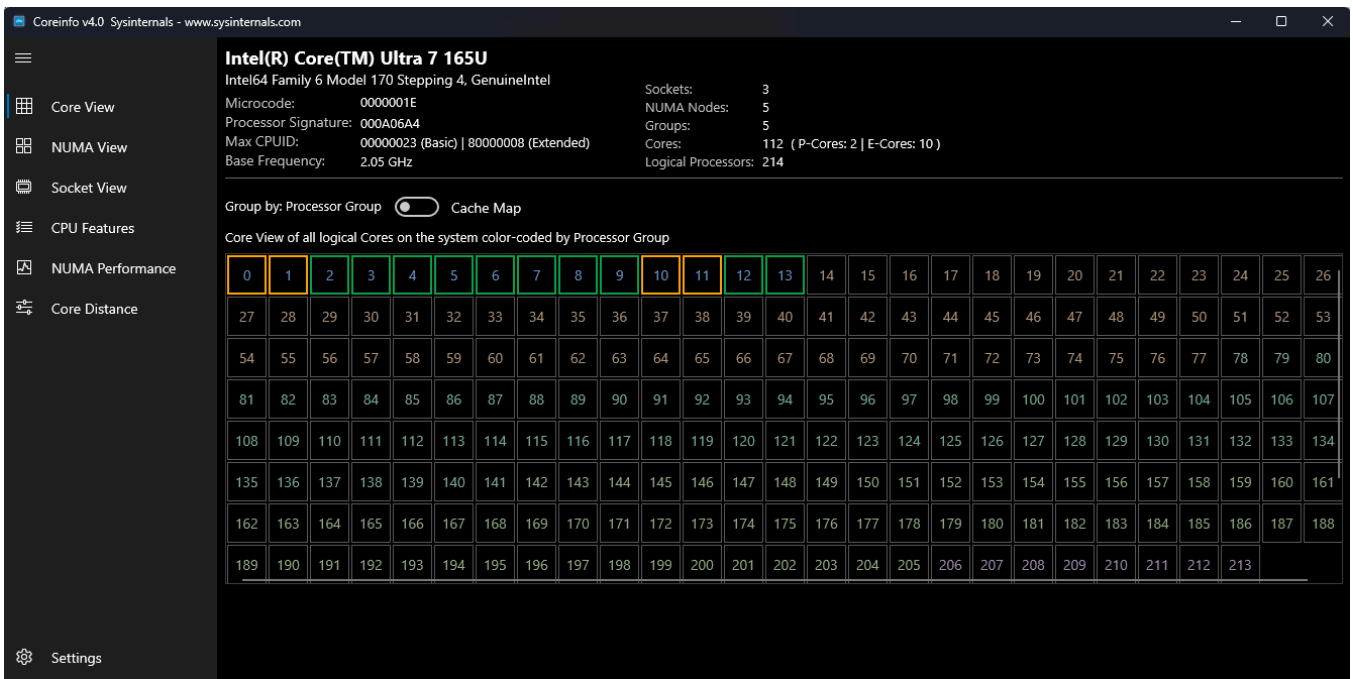 Coreinfo v4.0 Sysinternals - www.sysinternals.com
Intel(R) Core(TM) Ultra 7 165U
Intel64 Family 6 Model 170 Stepping 4, GenuineIntel
Microcode: 0000001E
Processor Signature: 000A06A4
Max CPUID: 00000023 (Basic) | 80000008 (Extended)
Base Frequency: 2.05 GHz
Sockets: 3
NUMA Nodes: 5
Groups: 5
Cores: 112 ( P-Cores: 2 | E-Cores: 10 )
Logical Processors: 214
Core View
NUMA View
Socket View
CPU Features
NUMA Performance
Core Distance
Settings
Group by: Processor Group Cache Map
Core View of all logical Cores on the system color-coded by Processor Group
0 1 2 3 4 5 6 7 8 9 10 11 12 13 14 15 16 17 18 19 20 21 22 23 24 25 26
27 28 29 30 31 32 33 34 35 36 37 38 39 40 41 42 43 44 45 46 47 48 49 50 51 52 53
54 55 56 57 58 59 60 61 62 63 64 65 66 67 68 69 70 71 72 73 74 75 76 77 78 79 80
81 82 83 84 85 86 87 88 89 90 91 92 93 94 95 96 97 98 99 100 101 102 103 104 105 106 107
108 109 110 111 112 113 114 115 116 117 118 119 120 121 122 123 124 125 126 127 128 129 130 131 132 133 134
135 136 137 138 139 140 141 142 143 144 145 146 147 148 149 150 151 152 153 154 155 156 157 158 159 160 161
162 163 164 165 166 167 168 169 170 171 172 173 174 175 176 177 178 179 180 181 182 183 184 185 186 187 188
189 190 191 192 193 194 195 196 197 198 199 200 201 202 203 204 205 206 207 208 209 210 211 212 213